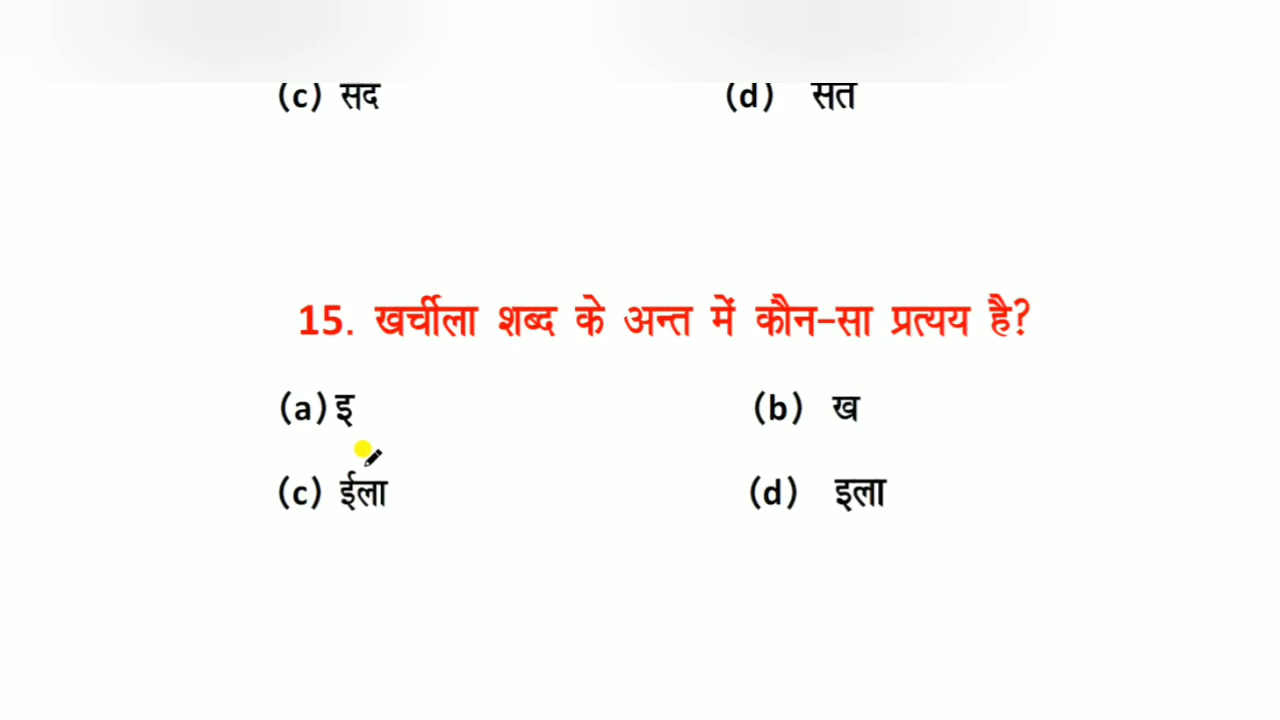 (c) सद (d) सत
15. खर्चीला शब्द के अन्त में कौन-सा प्रत्यय है?
(a) इ (b) ख
(c) ईला (d) इला